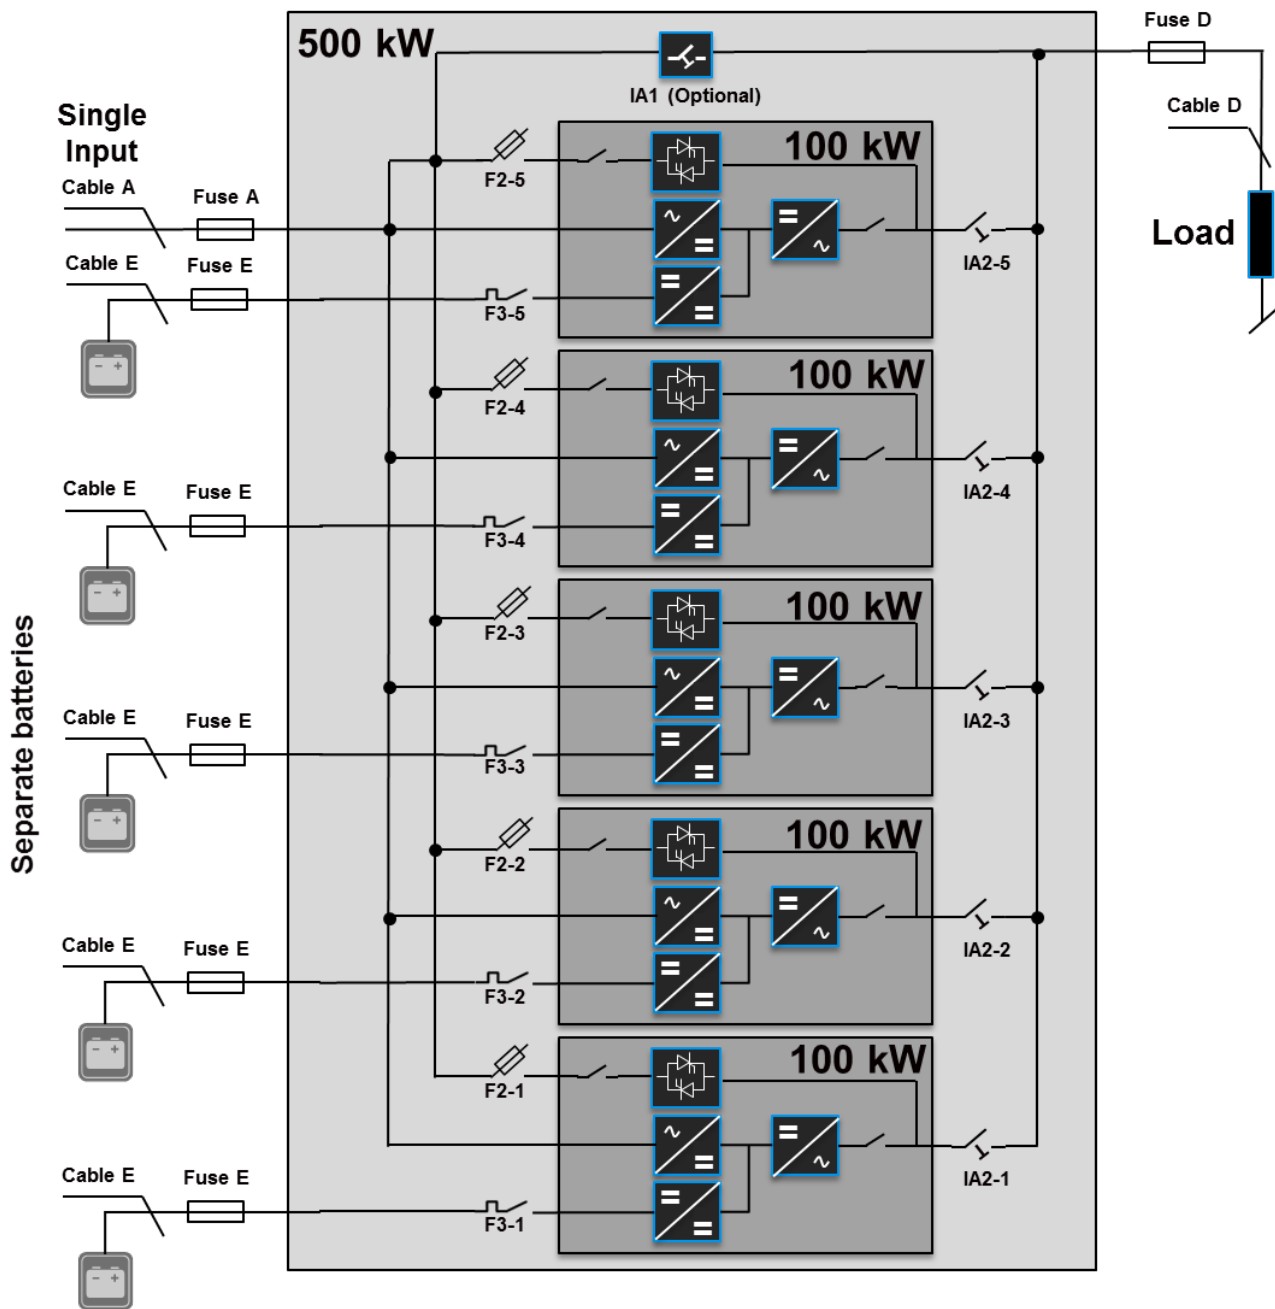 500 kW
Fuse D
IA1 (Optional)
Cable D
Single
Input
Cable A
Fuse A
F2-5
100 kW
Load
Cable E
Fuse E
IA2-5
F3-5
F2-4
100 kW
Cable E
Fuse E
IA2-4
F3-4
Separate batteries
F2-3
100 kW
Cable E
Fuse E
IA2-3
F3-3
F2-2
100 kW
Cable E
Fuse E
IA2-2
F3-2
F2-1
100 kW
Cable E
Fuse E
IA2-1
F3-1